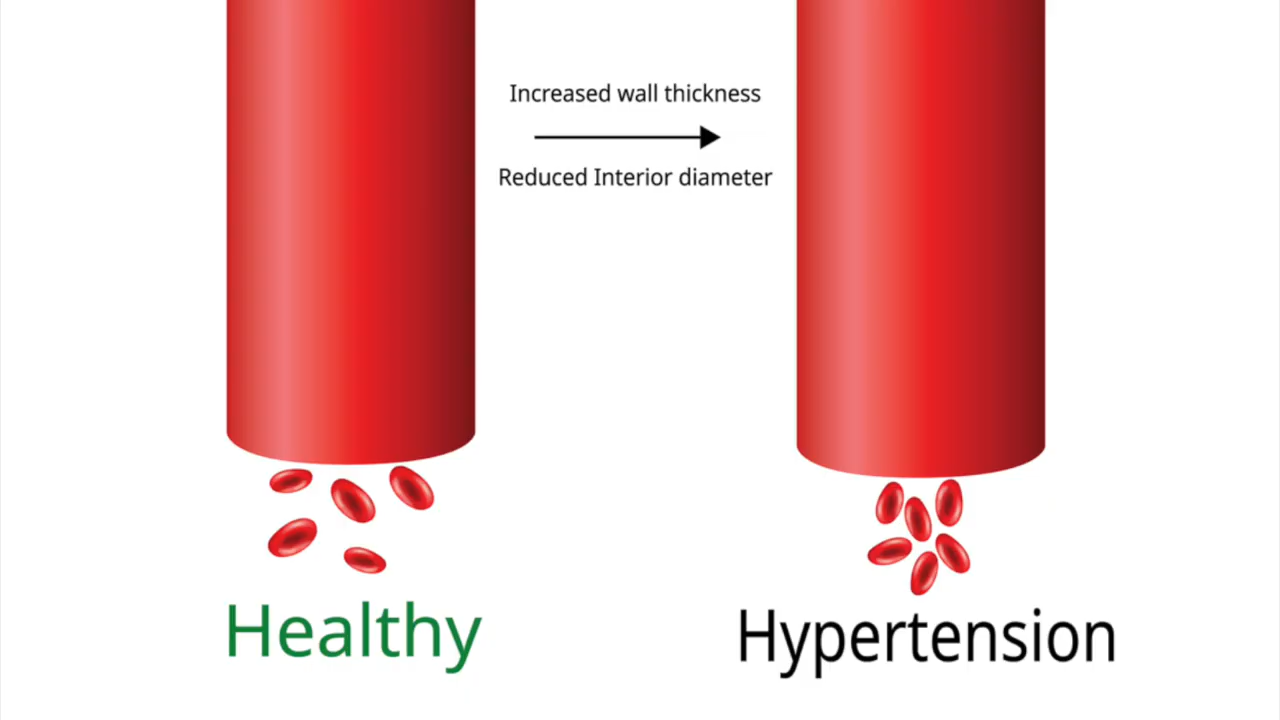 Increased wall thickness
Reduced Interior diameter
Healthy
Hypertension